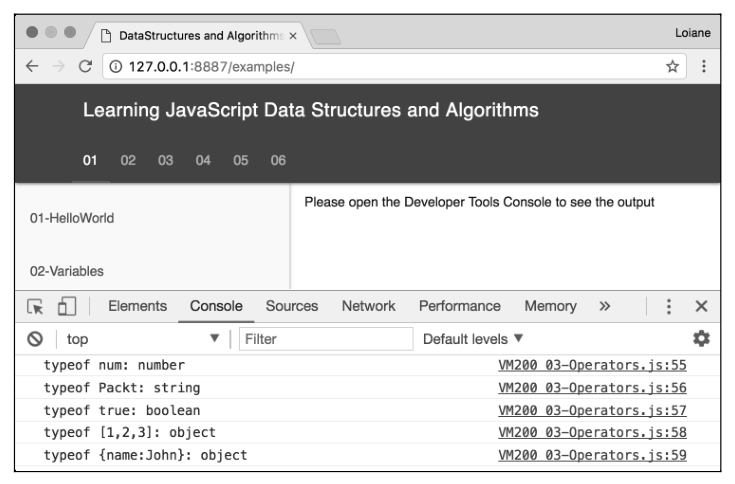 DataStructures and Algorithms × Loiane
127.0.0.1:8887/examples/
Learning JavaScript Data Structures and Algorithms
01 02 03 04 05 06
Please open the Developer Tools Console to see the output
01-HelloWorld
02-Variables
Elements Console Sources Network Performance Memory »
top Filter Default levels ▼
typeof num: number VM200 03-Operators.js:55
typeof Packt: string VM200 03-Operators.js:56
typeof true: boolean VM200 03-Operators.js:57
typeof [1,2,3]: object VM200 03-Operators.js:58
typeof {name:John}: object VM200 03-Operators.js:59